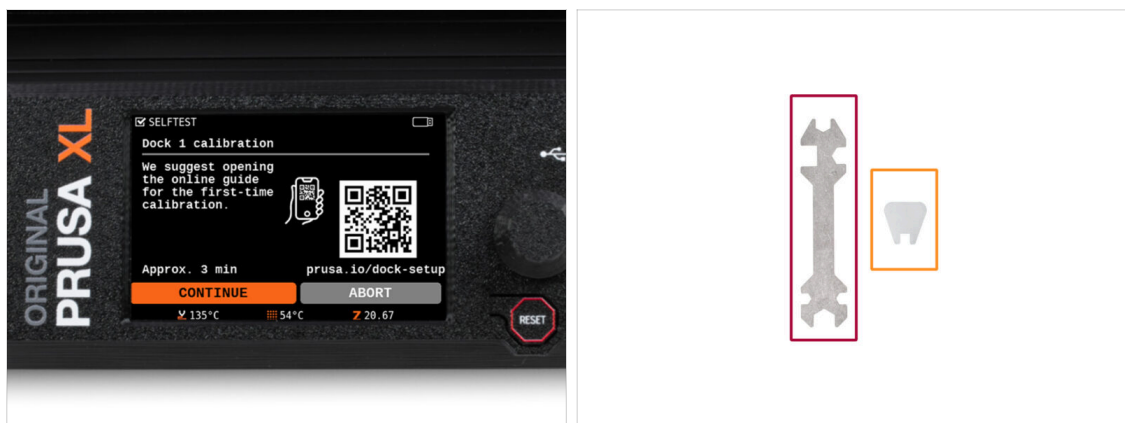 ORIGINAL
PRUSA XL
SELFTEST
Dock 1 calibration
We suggest opening
the online guide
for the first-time
calibration.
Approx. 3 min
prusa.io/dock-setup
CONTINUE
ABORT
135°C
54°C
Z 20.67
RESET